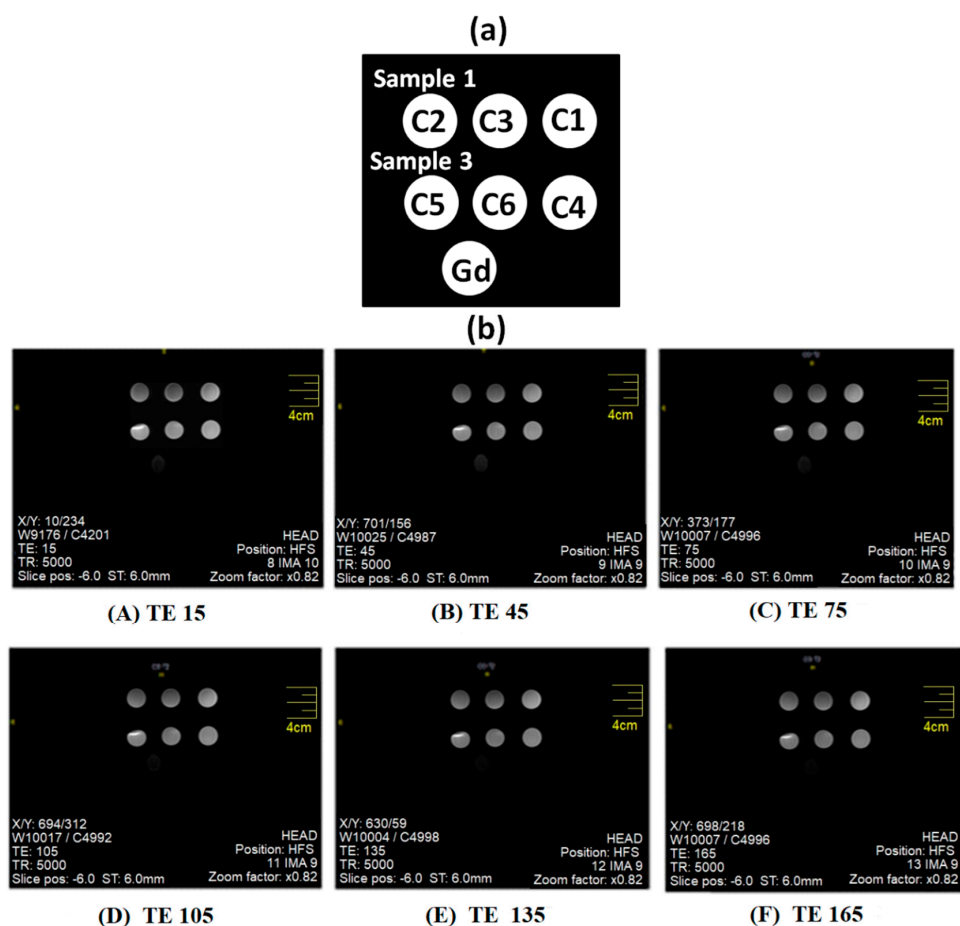 (a)
Sample 1
C2 C3 C1
Sample 3
C5 C6 C4
Gd
(b)
4cm
X/Y: 10/234
W9176 / C4201
TE: 15
TR: 5000
Slice pos: -6.0 ST: 6.0mm
HEAD
Position: HFS
8 IMA 10
Zoom factor: x0.82
(A) TE 15
4cm
X/Y: 701/156
W10025 / C4987
TE: 45
TR: 5000
Slice pos: -6.0 ST: 6.0mm
HEAD
Position: HFS
9 IMA 9
Zoom factor: x0.82
(B) TE 45
4cm
X/Y: 373/177
W10007 / C4996
TE: 75
TR: 5000
Slice pos: -6.0 ST: 6.0mm
HEAD
Position: HFS
10 IMA 9
Zoom factor: x0.82
(C) TE 75
4cm
X/Y: 694/312
W10017 / C4992
TE: 105
TR: 5000
Slice pos: -6.0 ST: 6.0mm
HEAD
Position: HFS
11 IMA 9
Zoom factor: x0.82
(D) TE 105
4cm
X/Y: 630/59
W10004 / C4998
TE: 135
TR: 5000
Slice pos: -6.0 ST: 6.0mm
HEAD
Position: HFS
12 IMA 9
Zoom factor: x0.82
(E) TE 135
4cm
X/Y: 698/218
W10007 / C4996
TE: 165
TR: 5000
Slice pos: -6.0 ST: 6.0mm
HEAD
Position: HFS
13 IMA 9
Zoom factor: x0.82
(F) TE 165